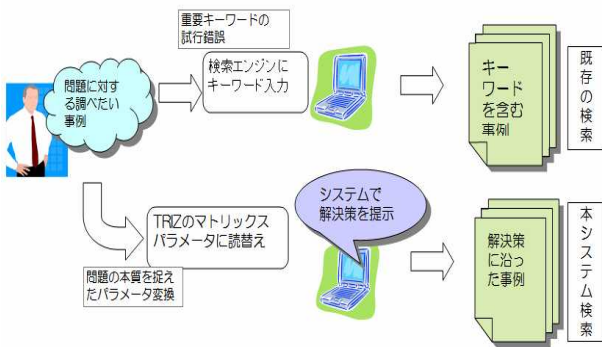 重要キーワードの
試行錯誤
問題に対す
る調べたい
事例
検索エンジンに
キーワード入力
キー
ワード
を含む
事例
既存の検索
TRIZのマトリックス
パラメータに読替え
問題の本質を捉え
たパラメータ変換
システムで
解決策を提示
解決策
に沿っ
た事例
本システム検索